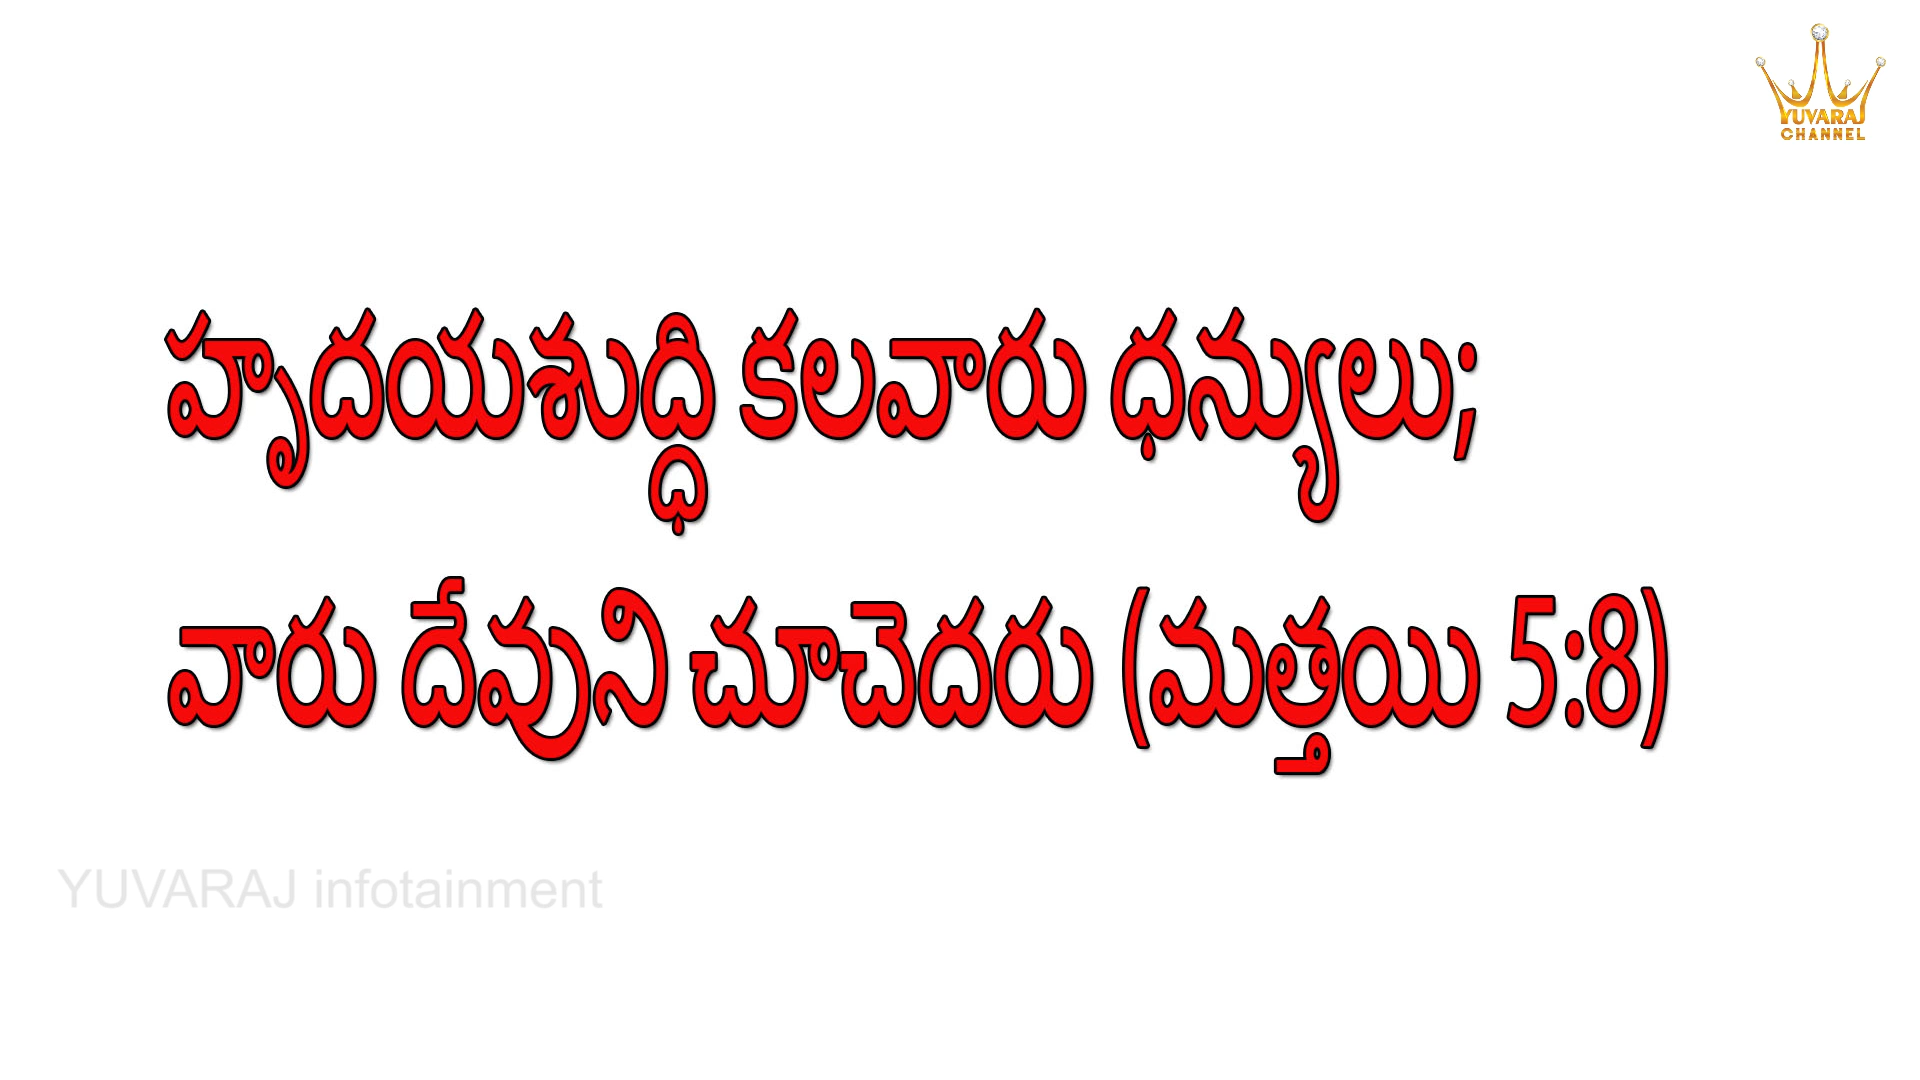 YUVARAJ
CHANNEL
హృదయశుద్ధి కలవారు ధన్యులు;
వారు దేవుని చూచెదరు (మత్తయి 5:8)
YUVARAJ infotainment